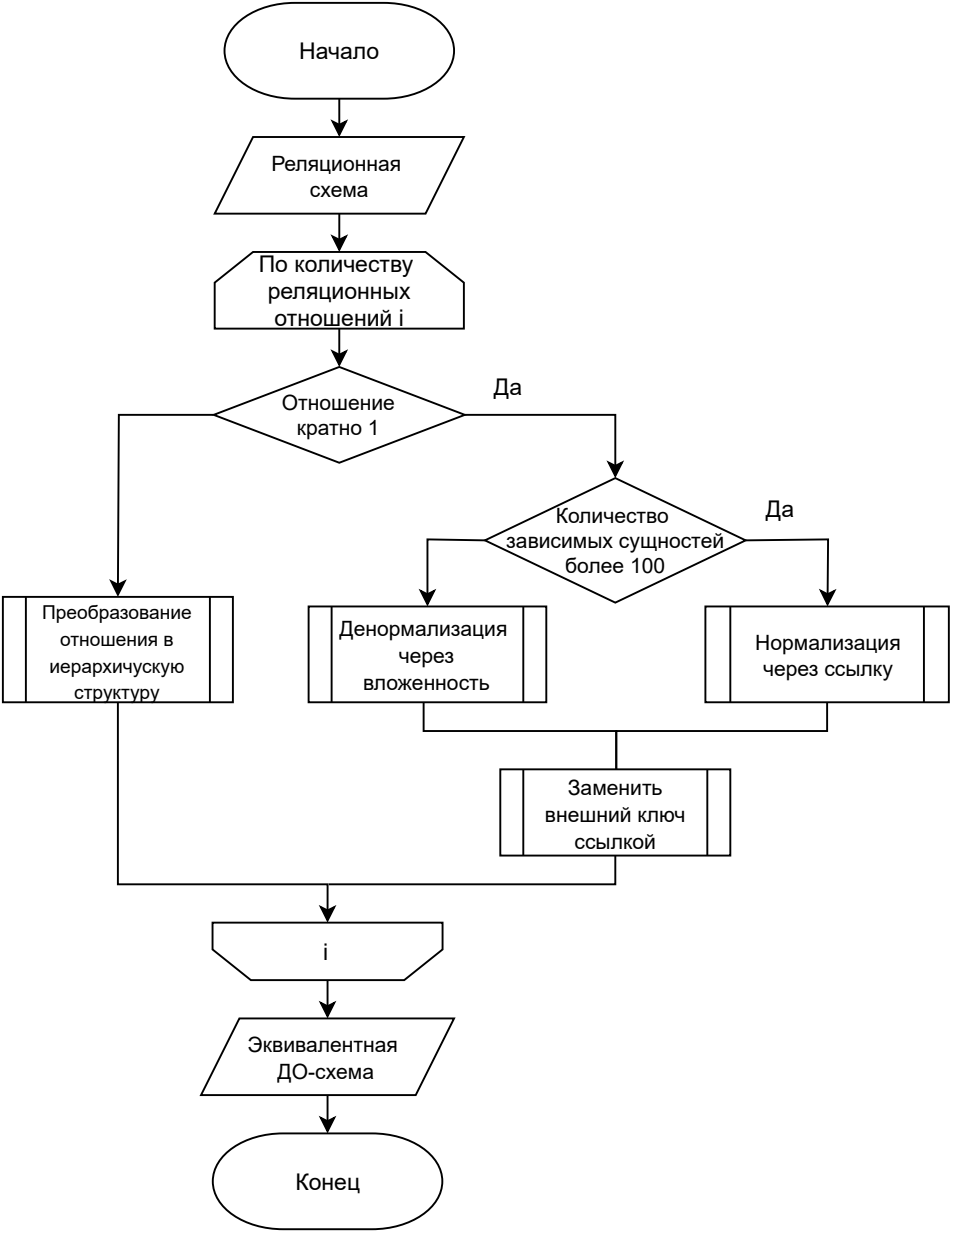 Начало
Реляционная
схема
По количеству
реляционных
отношений i
Отношение
кратно 1
Да
Количество
зависимых сущностей
более 100
Да
Преобразование
отношения в
иерархичускую
структуру
Денормализация
через
вложенность
Нормализация
через ссылку
Заменить
внешний ключ
ссылкой
i
Эквивалентная
ДО-схема
Конец